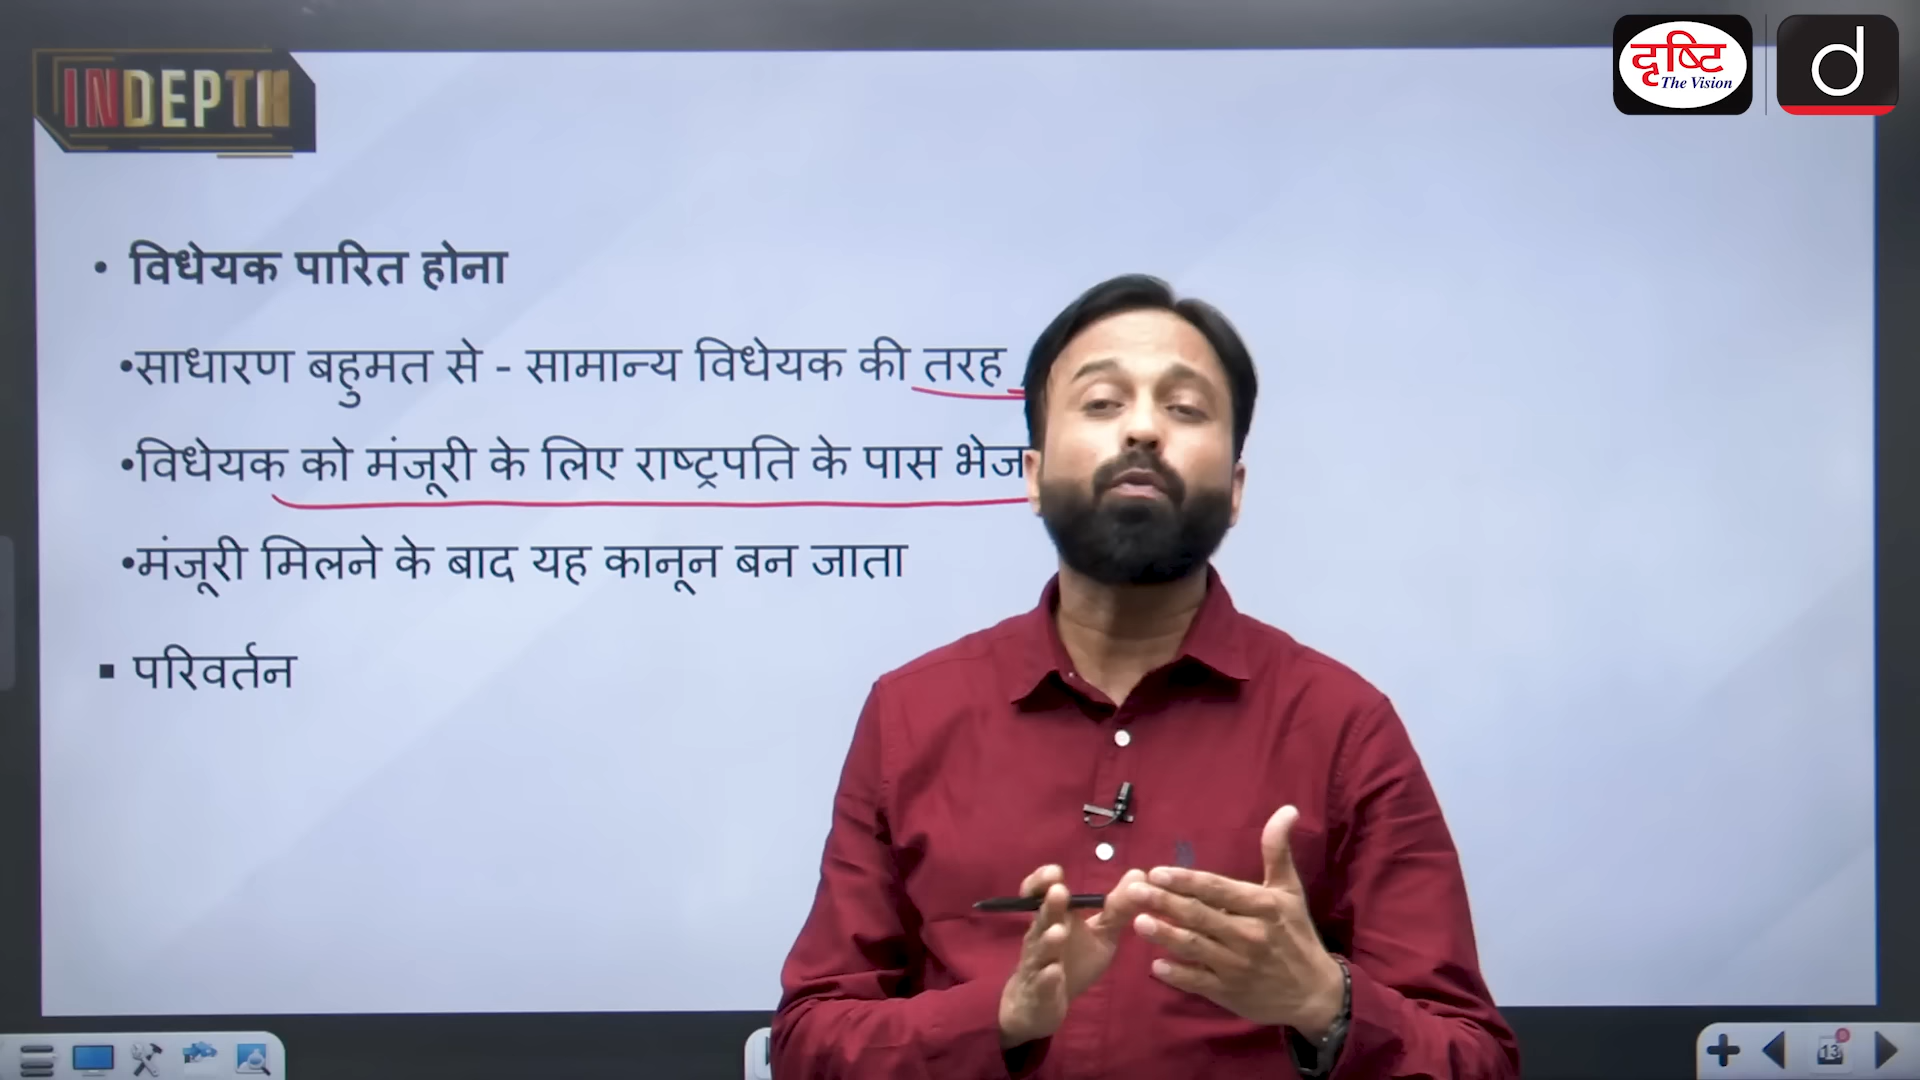 INDEPTH
दृष्टि
The Vision
d
• विधेयक पारित होना
•साधारण बहुमत से - सामान्य विधेयक की तरह
•विधेयक को मंजूरी के लिए राष्ट्रपति के पास भेज
•मंजूरी मिलने के बाद यह कानून बन जाता
▪ परिवर्तन
13